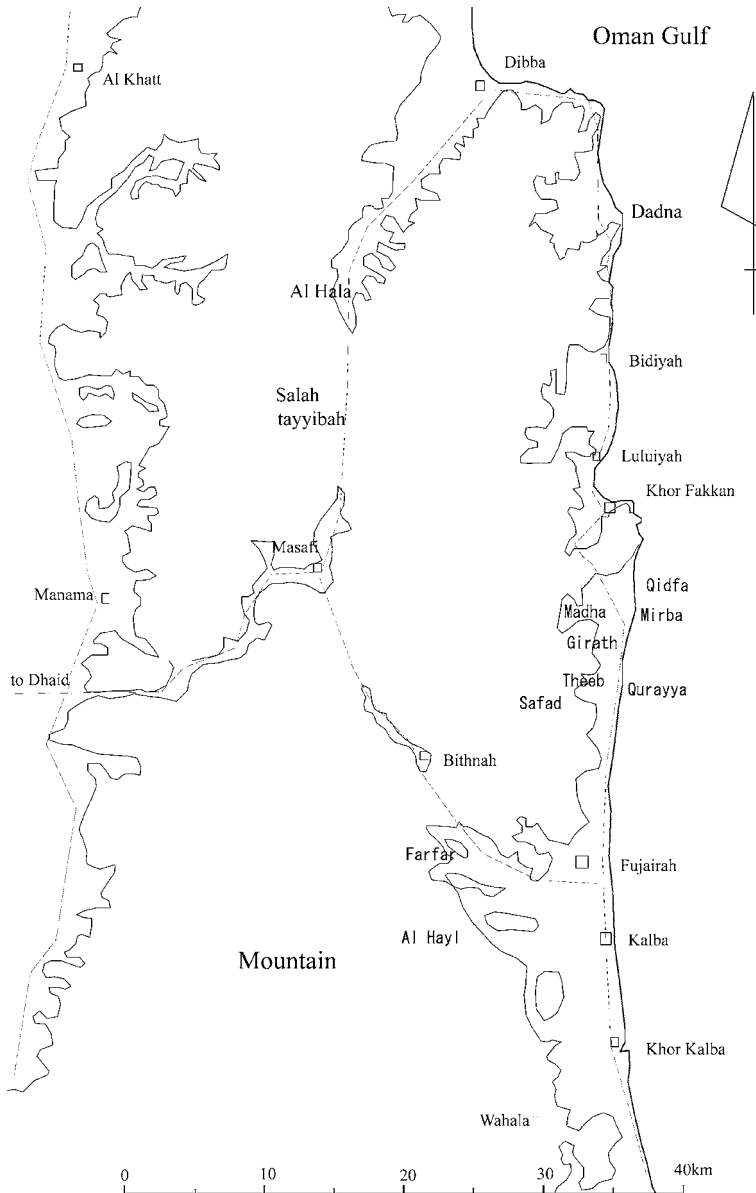 Oman Gulf
Dibba
Al Khatt
Dadna
Al Hala
Bidiyah
Salah
tayyibah
Luluiyah
Khor Fakkan
Masafi
Qidfa
Manama
Madha
Mirba
Girath
to Dhaid
Theeb
Qurayya
Safad
Bithnah
Farfar
Fujairah
Al Hayl
Kalba
Mountain
Khor Kalba
Wahala
0 10 20 30 40km